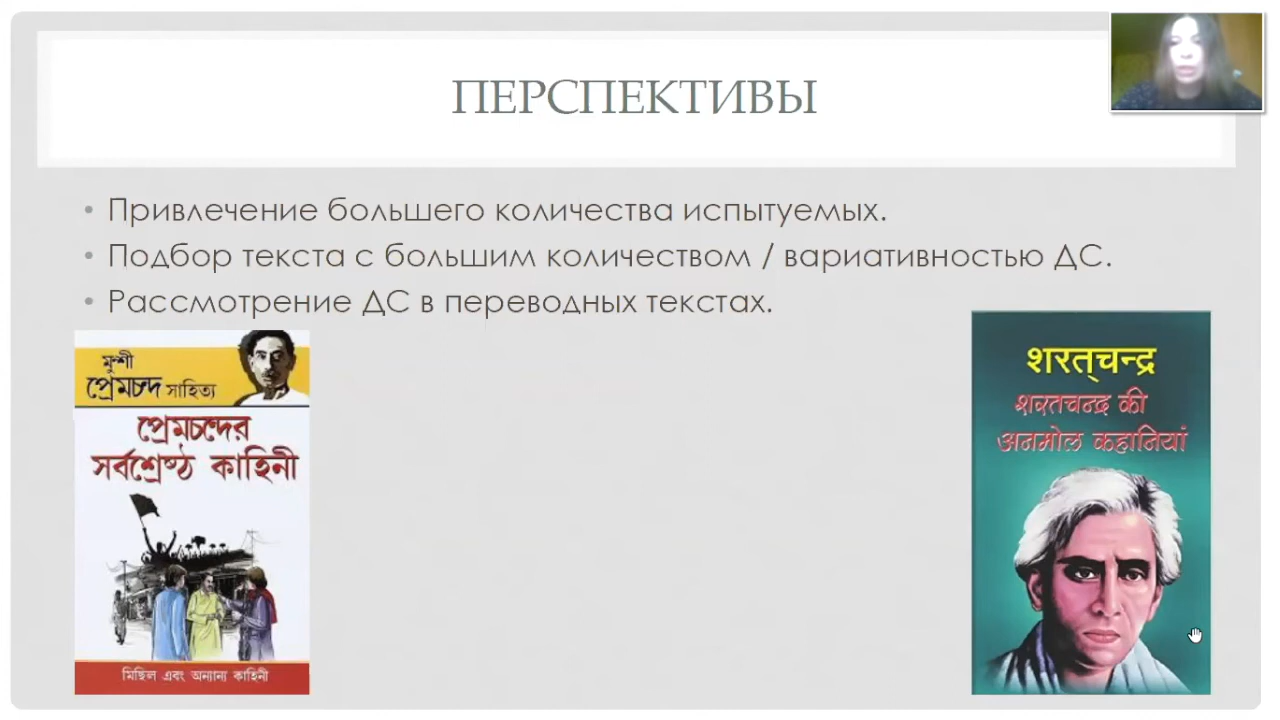 ПЕРСПЕКТИВЫ
• Привлечение большего количества испытуемых.
• Подбор текста с большим количеством / вариативностью ДС.
• Рассмотрение ДС в переводных текстах.
মুন্সী
প্রেমচন্দ সাহিত্য
প্রেমচন্দের
সর্বশ্রেষ্ঠ কাহিনী
মিছিল এবং অন্যান্য কাহিনী
शरत्चन्द्र
शरतचन्द्र की
अनमोल कहानियां